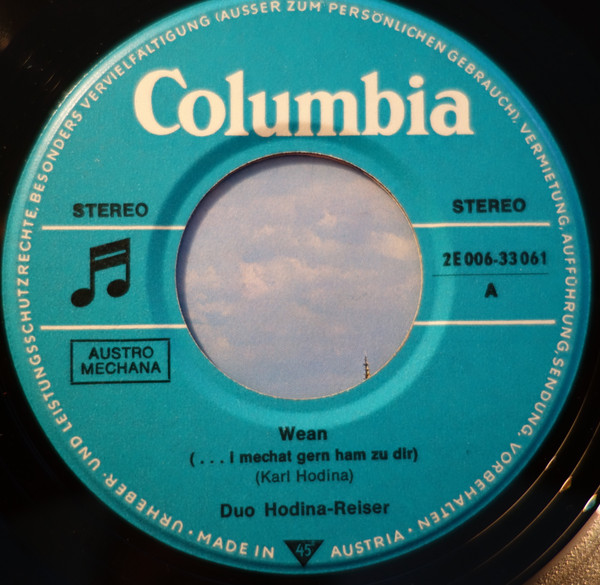 URHEBER- UND LEISTUNGSSCHUTZRECHTE, BESONDERS VERVIELFÄLTIGUNG (AUSSER ZUM PERSÖNLICHEN GEBRAUCH), VERMIETUNG, AUFFÜHRUNG, SENDUNG, VORBEHALTEN •
Columbia
STEREO
STEREO
2E 006-33 061
A
AUSTRO
MECHANA
Wean
(...I mechat gern ham zu dir)
(Karl Hodina)
Duo Hodina-Reiser
• MADE IN 45 AUSTRIA •